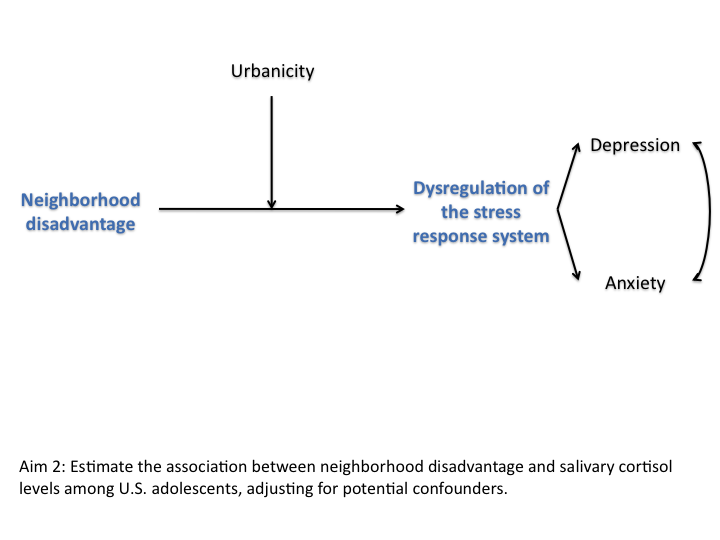 Urbanicity
Depression
Neighborhood
disadvantage
Dysregulation of
the stress
response system
Anxiety
Aim 2: Estimate the association between neighborhood disadvantage and salivary cortisol
levels among U.S. adolescents, adjusting for potential confounders.